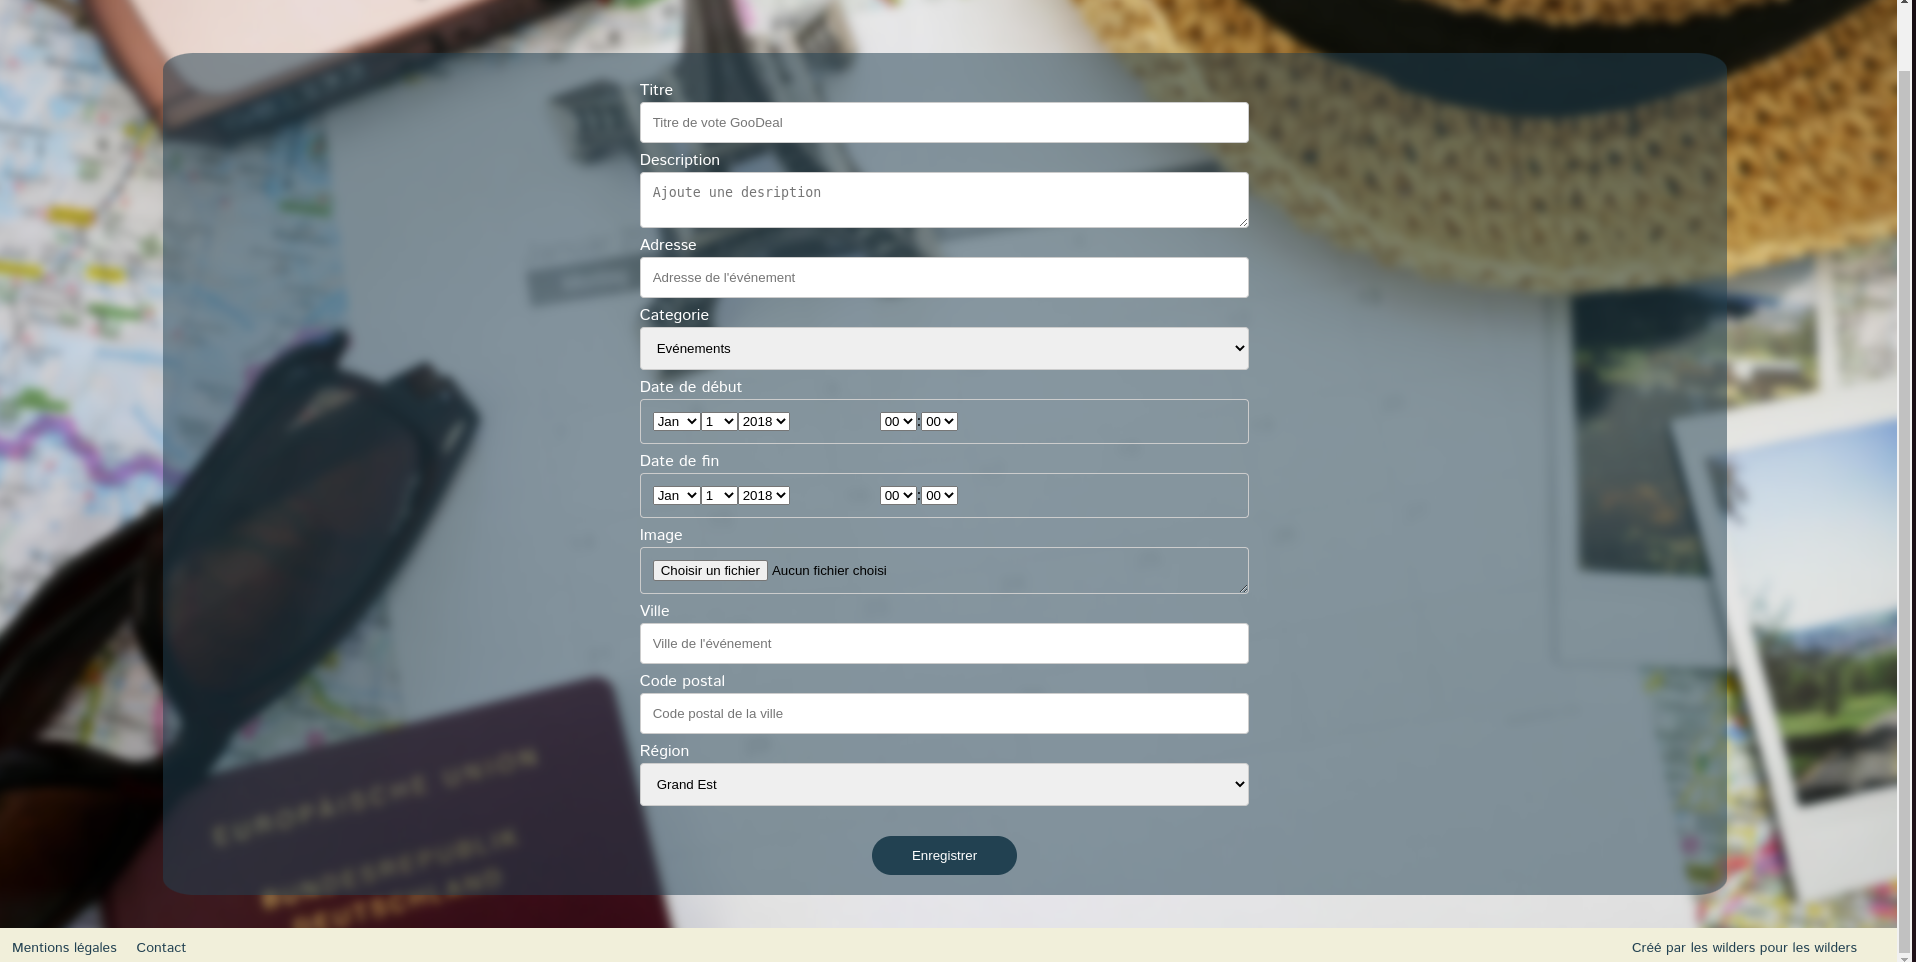 Titre
Titre de vote GooDeal
Description
Ajoute une desription
Adresse
Adresse de l'événement
Categorie
Evénements
Date de début
Jan 1 2018 00 : 00
Date de fin
Jan 1 2018 00 : 00
Image
Choisir un fichier Aucun fichier choisi
Ville
Ville de l'événement
Code postal
Code postal de la ville
Région
Grand Est
EUROPÄISCHE UNION
BUNDESREPUBLIK
DEUTSCHLAND
Enregistrer
Mentions légales Contact Créé par les wilders pour les wilders